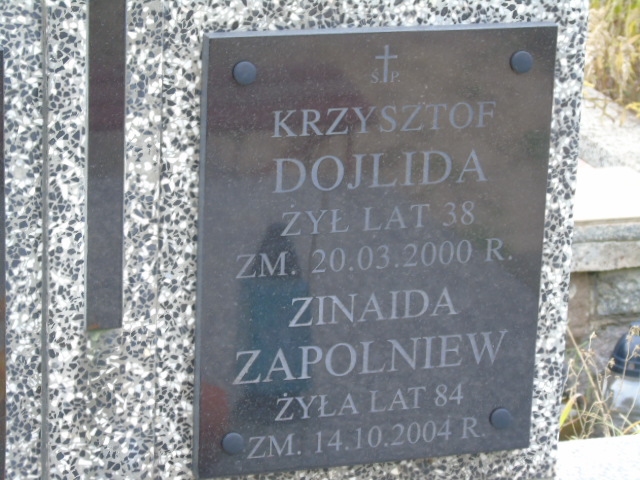 Ś P.
KRZYSZTOF
DOJLIDA
ŻYŁ LAT 38
ZM. 20.03.2000 R.
ZINAIDA
ZAPOLNIEW
ŻYŁA LAT 84
ZM. 14.10.2004 R.